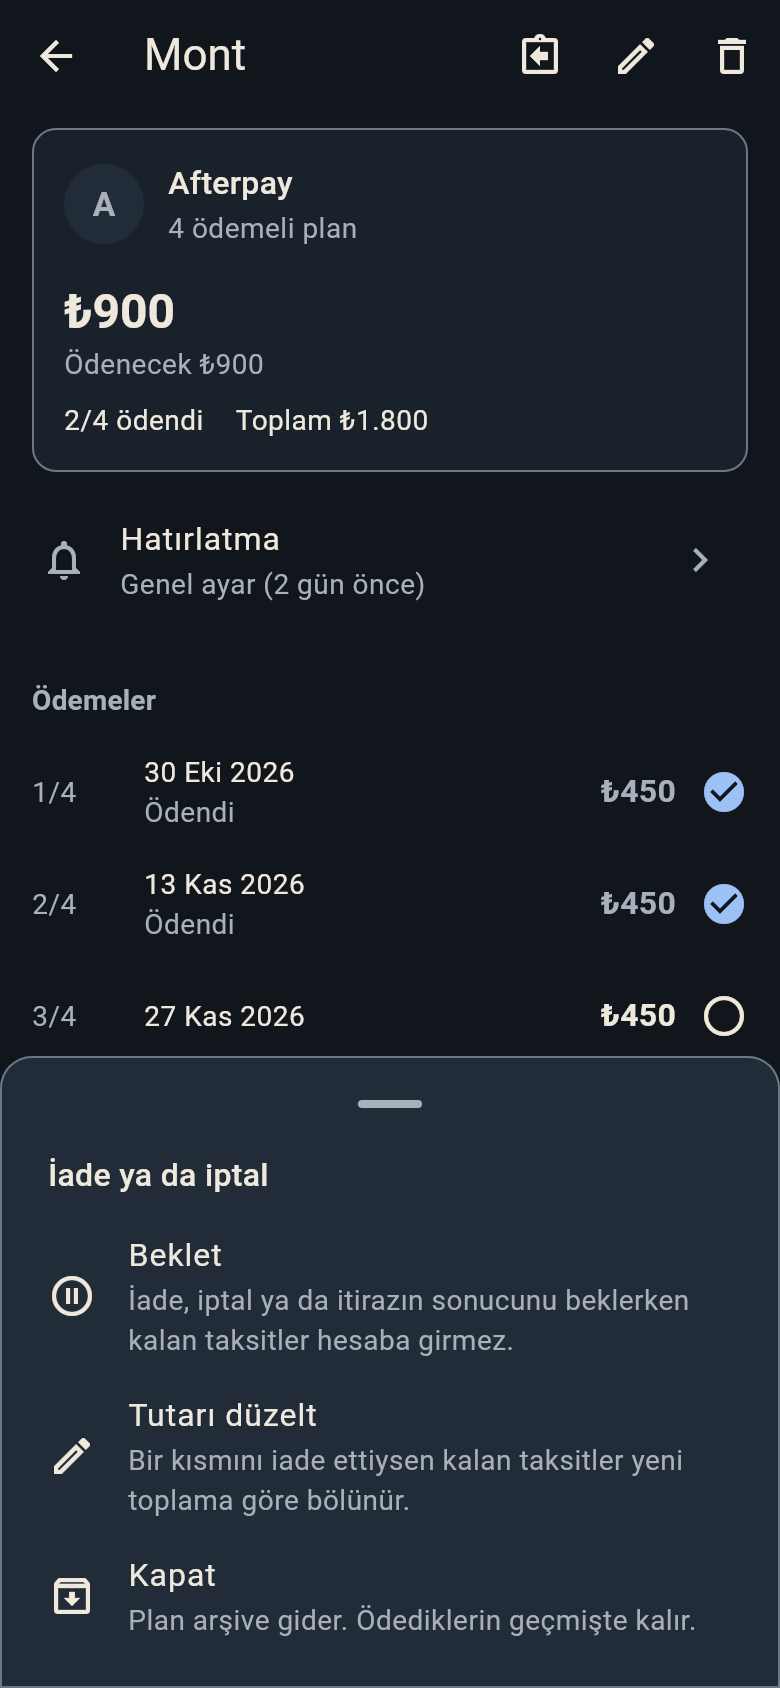 Mont
A
Afterpay
4 ödemeli plan
₺900
Ödenecek ₺900
2/4 ödendi Toplam ₺1.800
Hatırlatma
Genel ayar (2 gün önce)
Ödemeler
1/4 30 Eki 2026 ₺450
Ödendi
2/4 13 Kas 2026 ₺450
Ödendi
3/4 27 Kas 2026 ₺450
İade ya da iptal
Beklet
İade, iptal ya da itirazın sonucunu beklerken
kalan taksitler hesaba girmez.
Tutarı düzelt
Bir kısmını iade ettiysen kalan taksitler yeni
toplama göre bölünür.
Kapat
Plan arşive gider. Ödediklerin geçmişte kalır.